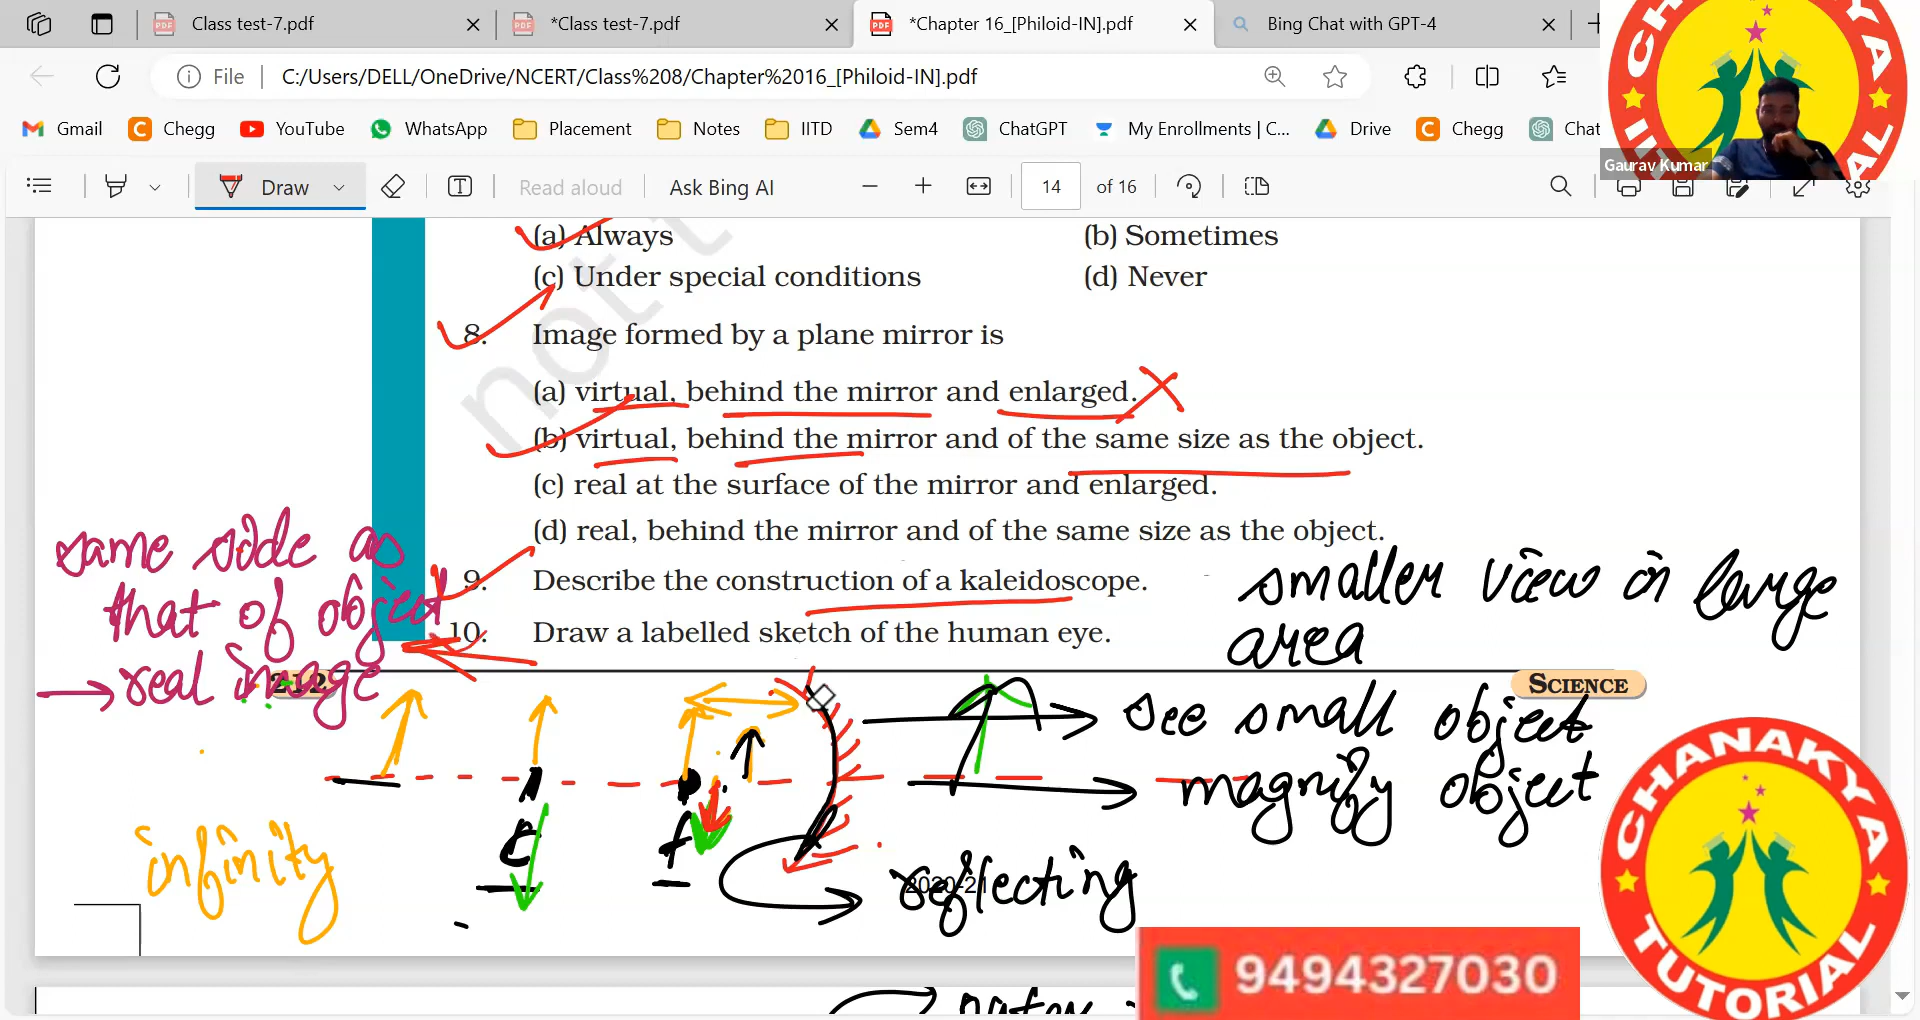 Class test-7.pdf
*Class test-7.pdf
*Chapter 16_[Philoid-IN].pdf
Bing Chat with GPT-4
File
C:/Users/DELL/OneDrive/NCERT/Class%208/Chapter%2016_[Philoid-IN].pdf
Gmail
Chegg
YouTube
WhatsApp
Placement
Notes
IITD
Sem4
ChatGPT
My Enrollments | C...
Drive
Chegg
Chat
Gaurav Kumar
Draw
Read aloud
Ask Bing AI
14 of 16
not t
(a) Always
(b) Sometimes
(c) Under special conditions
(d) Never
8. Image formed by a plane mirror is
(a) virtual, behind the mirror and enlarged.
(b) virtual, behind the mirror and of the same size as the object.
(c) real at the surface of the mirror and enlarged.
(d) real, behind the mirror and of the same size as the object.
9. Describe the construction of a kaleidoscope.
10. Draw a labelled sketch of the human eye.
same side as
that of object
real image
smaller view in large
area
212
SCIENCE
see small object
magnify object
infinity
C
f
reflecting
2020-21
CHANAKYA
TUTORIAL
9494327030